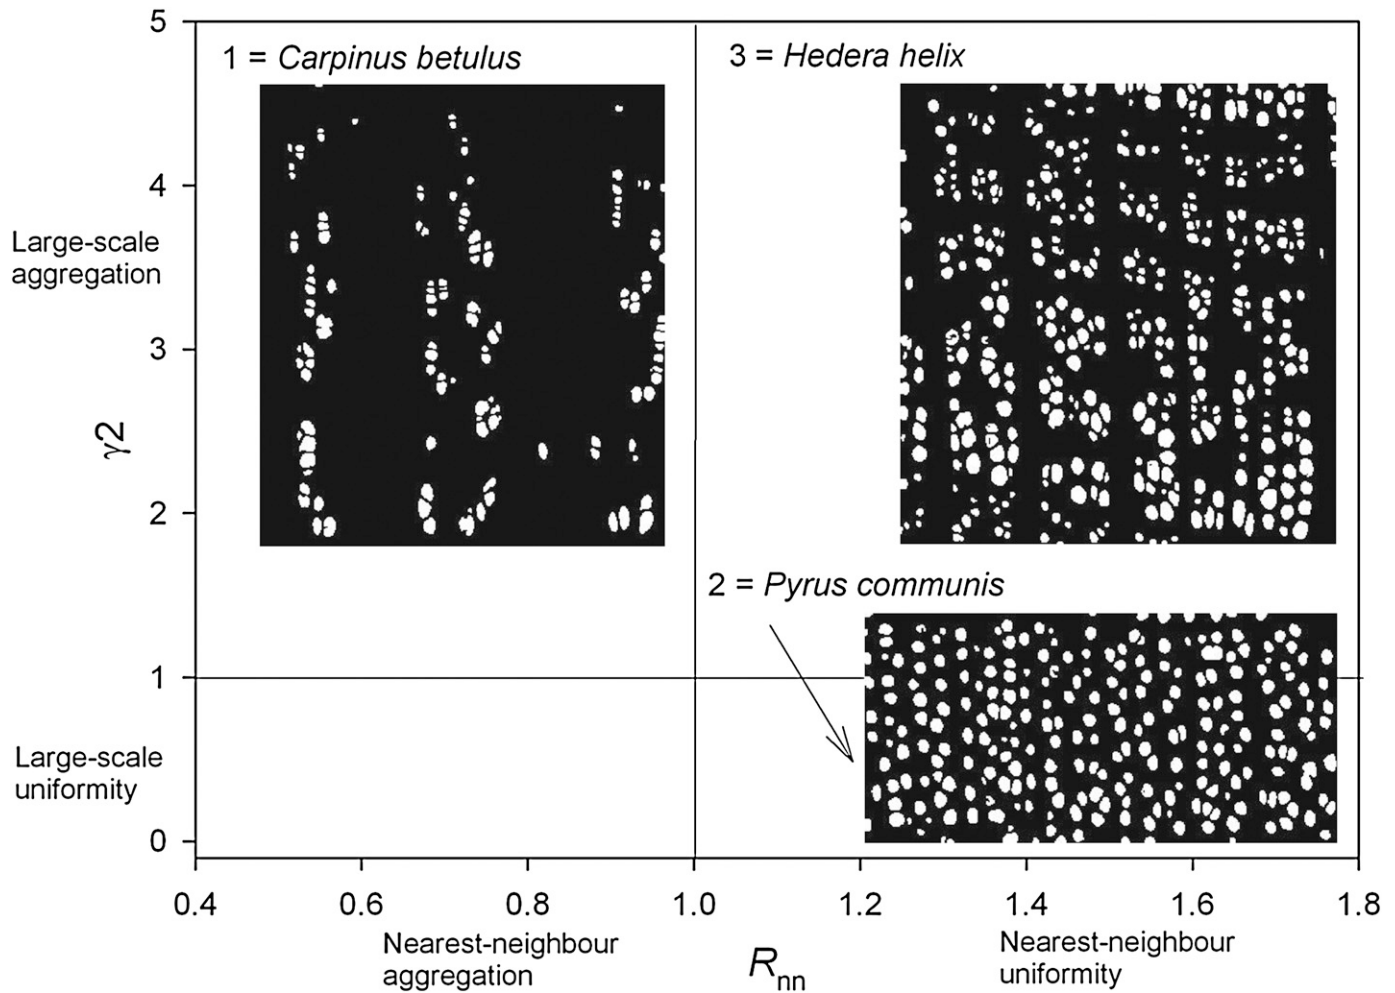 5
1 = Carpinus betulus
3 = Hedera helix
4
Large-scale
aggregation
3
γ2
2
2 = Pyrus communis
1
Large-scale
uniformity
0
0.4 0.6 0.8 1.0 1.2 1.4 1.6 1.8
Nearest-neighbour
aggregation
Rnn
Nearest-neighbour
uniformity